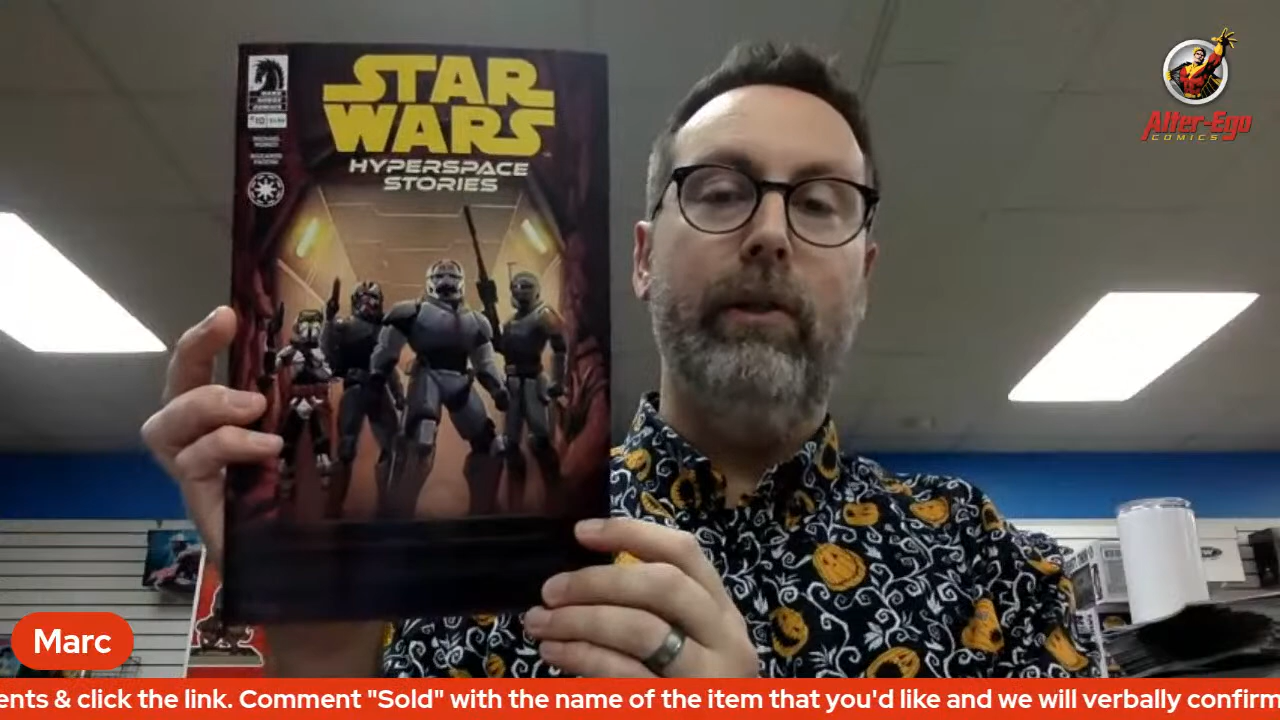 STAR
WARS
HYPERSPACE
STORIES
DARK
HORSE
COMICS
#10
Alter-Ego
COMICS
Marc
ents & click the link. Comment "Sold" with the name of the item that you'd like and we will verbally confirm